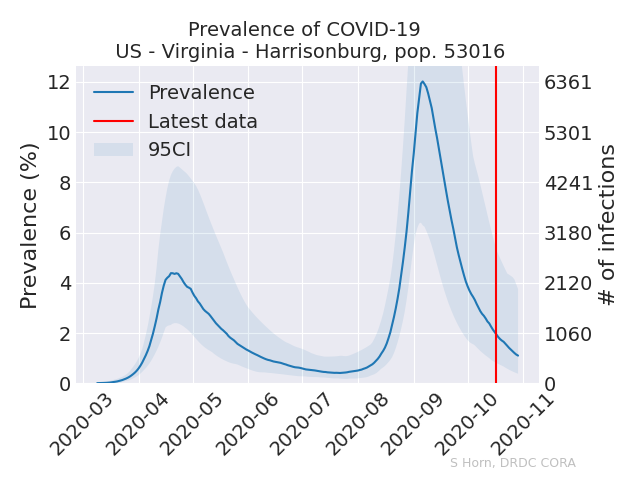 Prevalence of COVID-19
US - Virginia - Harrisonburg, pop. 53016
Prevalence
Latest data
95CI
Prevalence (%)
12
10
8
6
4
2
0
6361
5301
4241
3180
2120
1060
0
# of infections
2020-03
2020-04
2020-05
2020-06
2020-07
2020-08
2020-09
2020-10
2020-11
S Horn, DRDC CORA